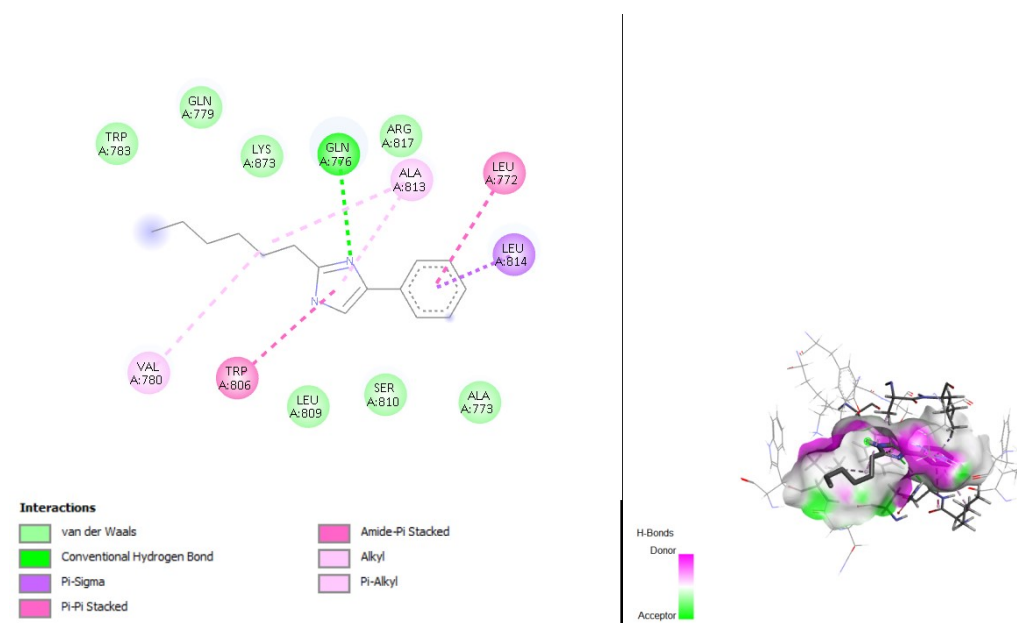 GLN
A:779
TRP
A:783
LYS
A:873
GLN
A:776
ARG
A:817
ALA
A:813
LEU
A:772
LEU
A:814
N
N
VAL
A:780
TRP
A:806
LEU
A:809
SER
A:810
ALA
A:773
Interactions
van der Waals
Conventional Hydrogen Bond
Pi-Sigma
Pi-Pi Stacked
Amide-Pi Stacked
Alkyl
Pi-Alkyl
H-Bonds
Donor
Acceptor